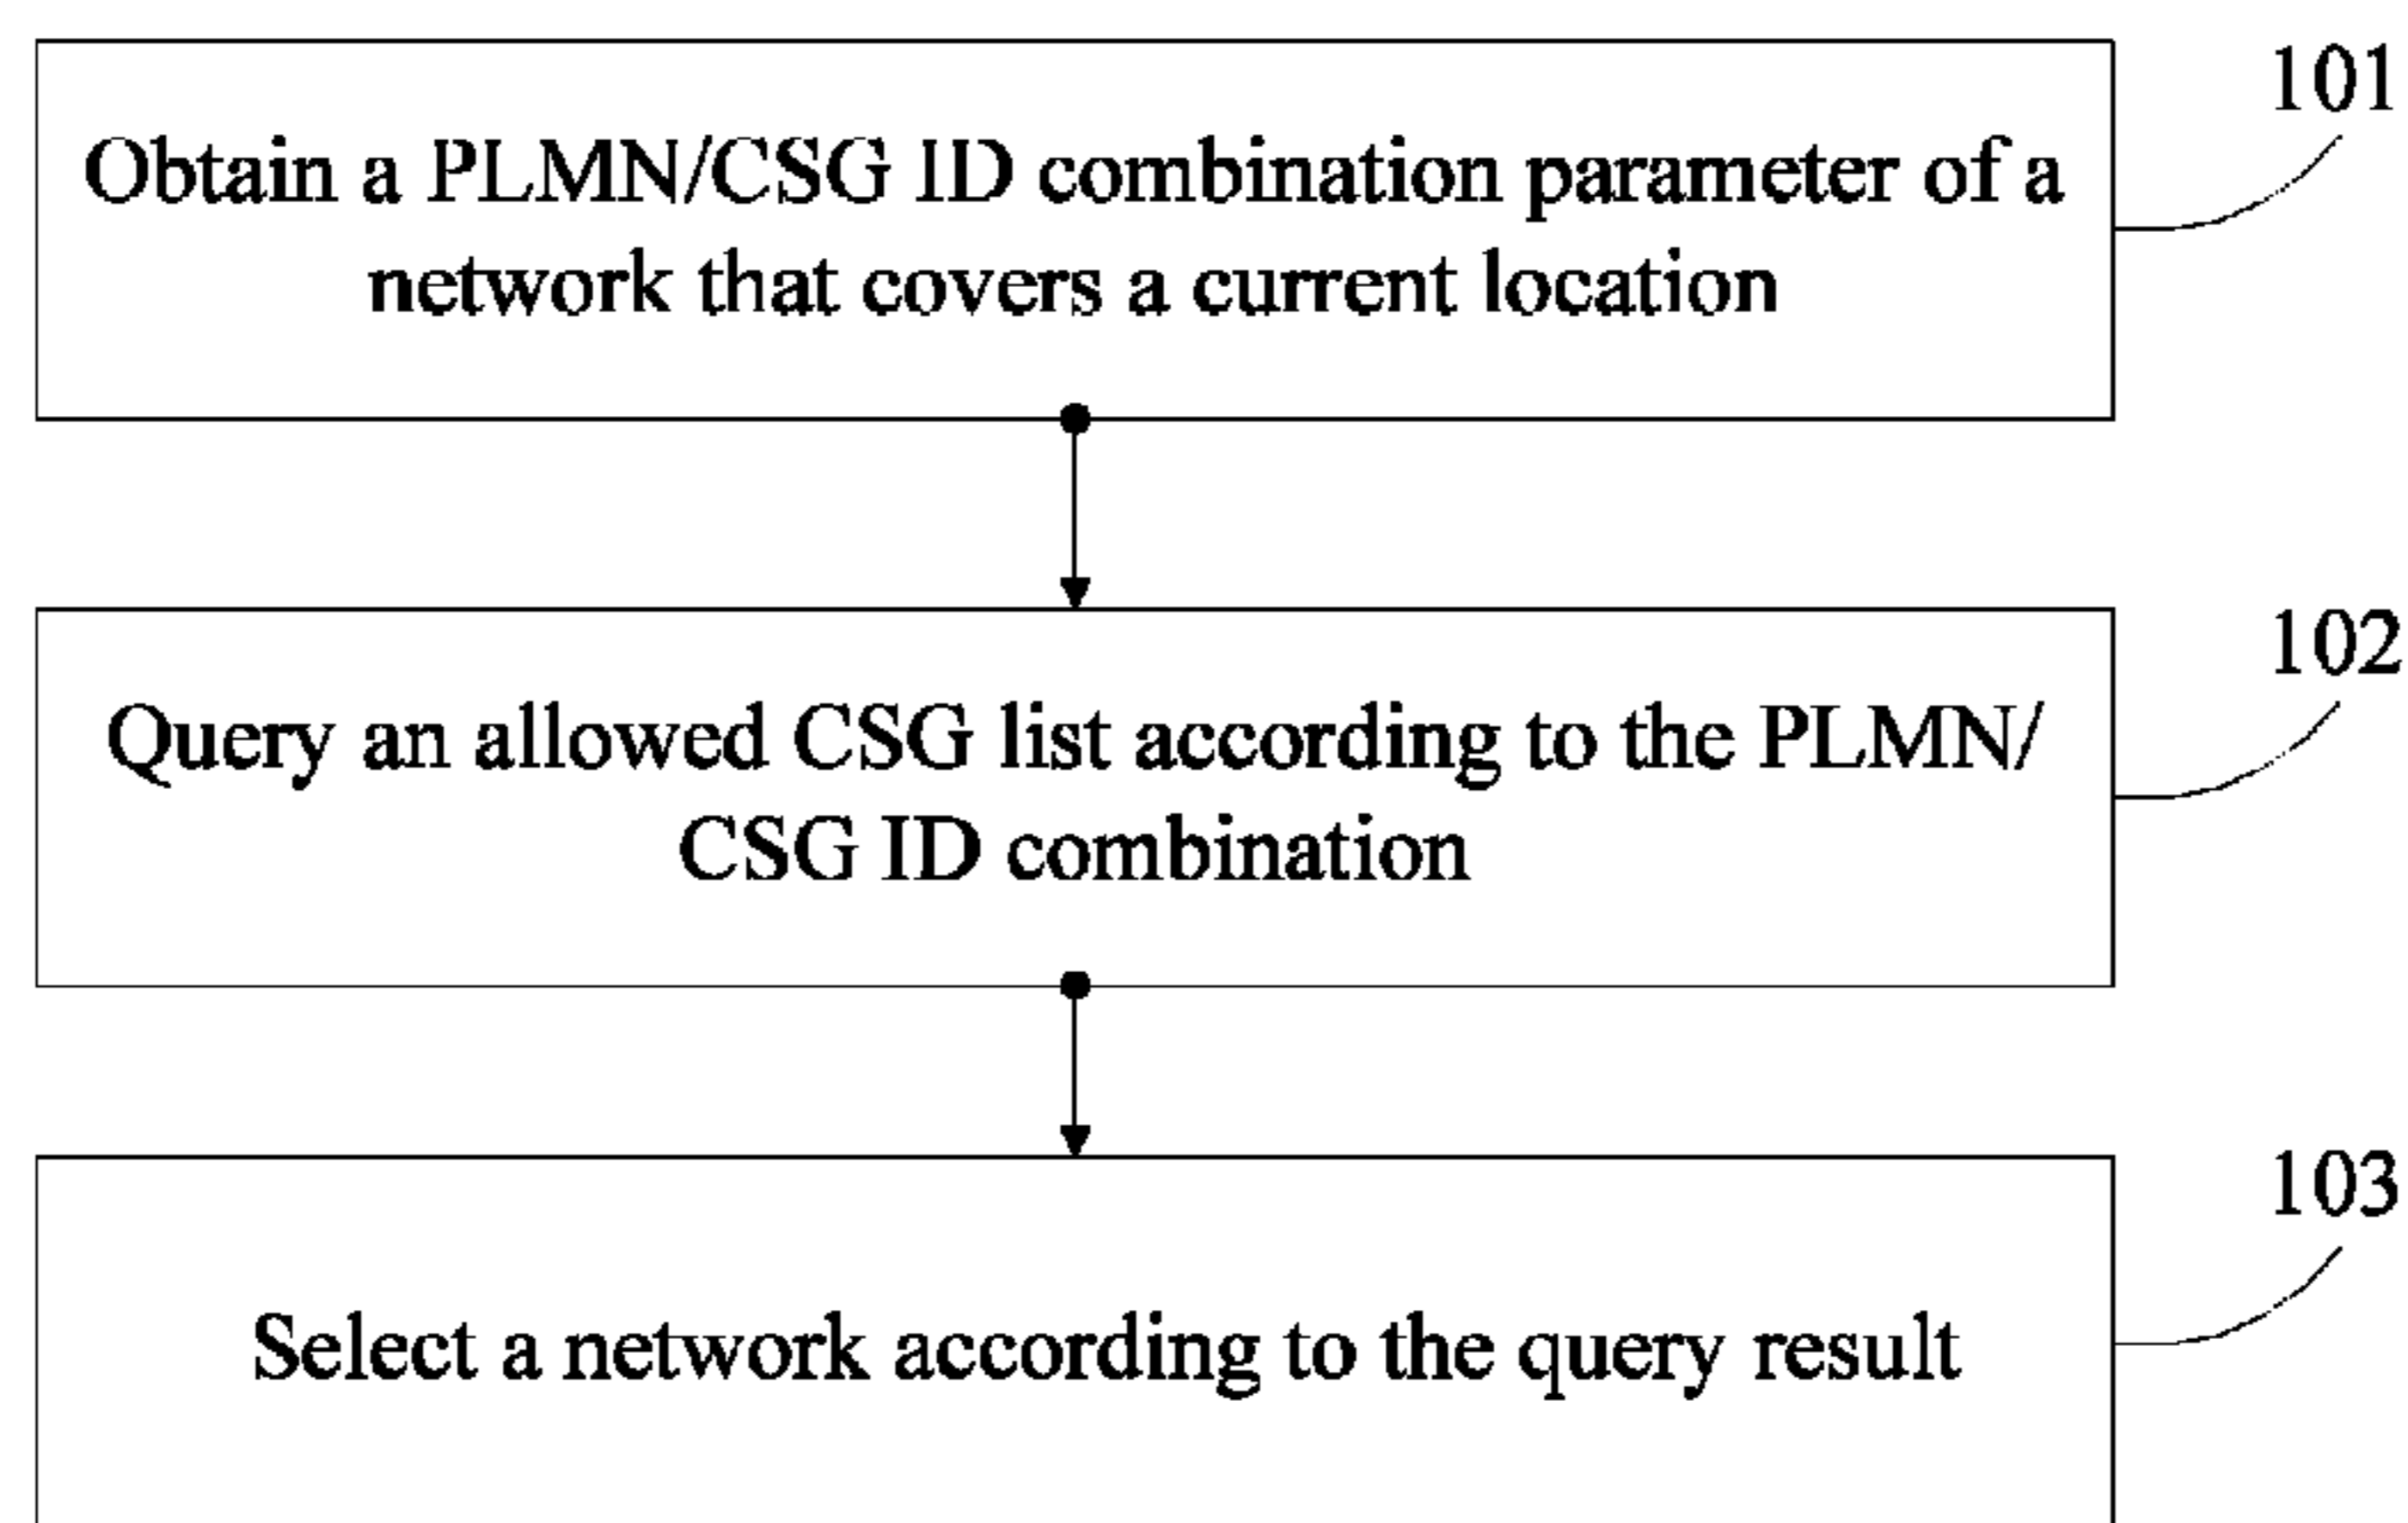 101
Obtain a PLMN/CSG ID combination parameter of a
network that covers a current location
102
Query an allowed CSG list according to the PLMN/
CSG ID combination
103
Select a network according to the query result